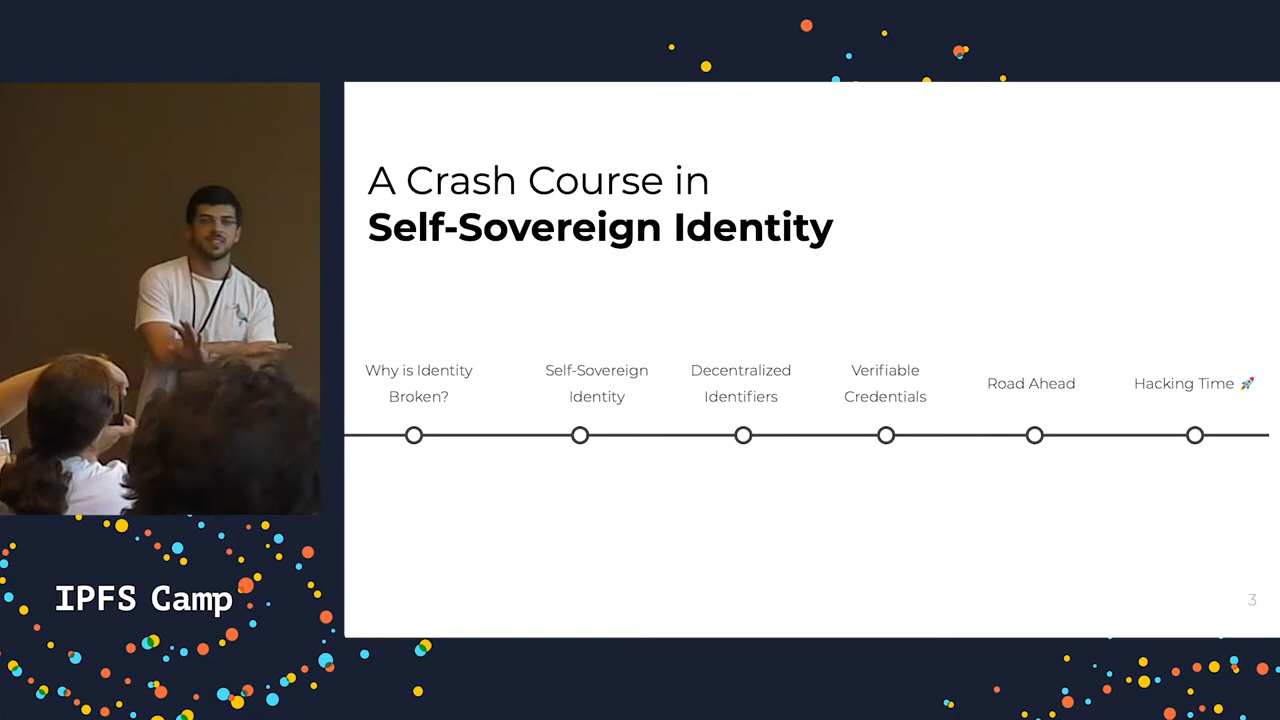 A Crash Course in
Self-Sovereign Identity
Why is Identity
Broken?
Self-Sovereign
Identity
Decentralized
Identifiers
Verifiable
Credentials
Road Ahead
Hacking Time 🚀
3
IPFS Camp